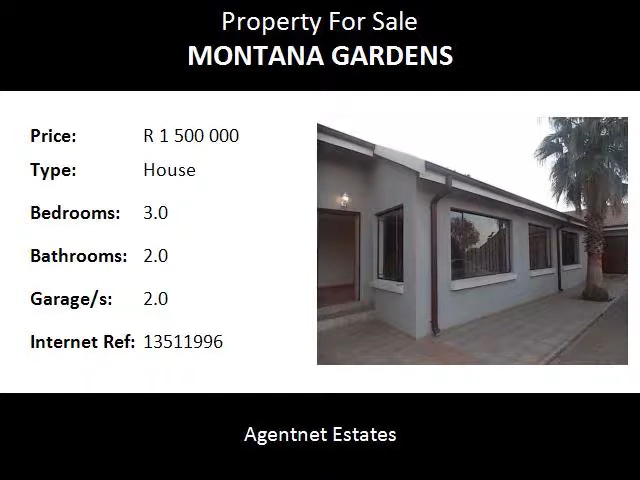 Property For Sale
MONTANA GARDENS
Price: R 1 500 000
Type: House
Bedrooms: 3.0
Bathrooms: 2.0
Garage/s: 2.0
Internet Ref: 13511996
Agentnet Estates